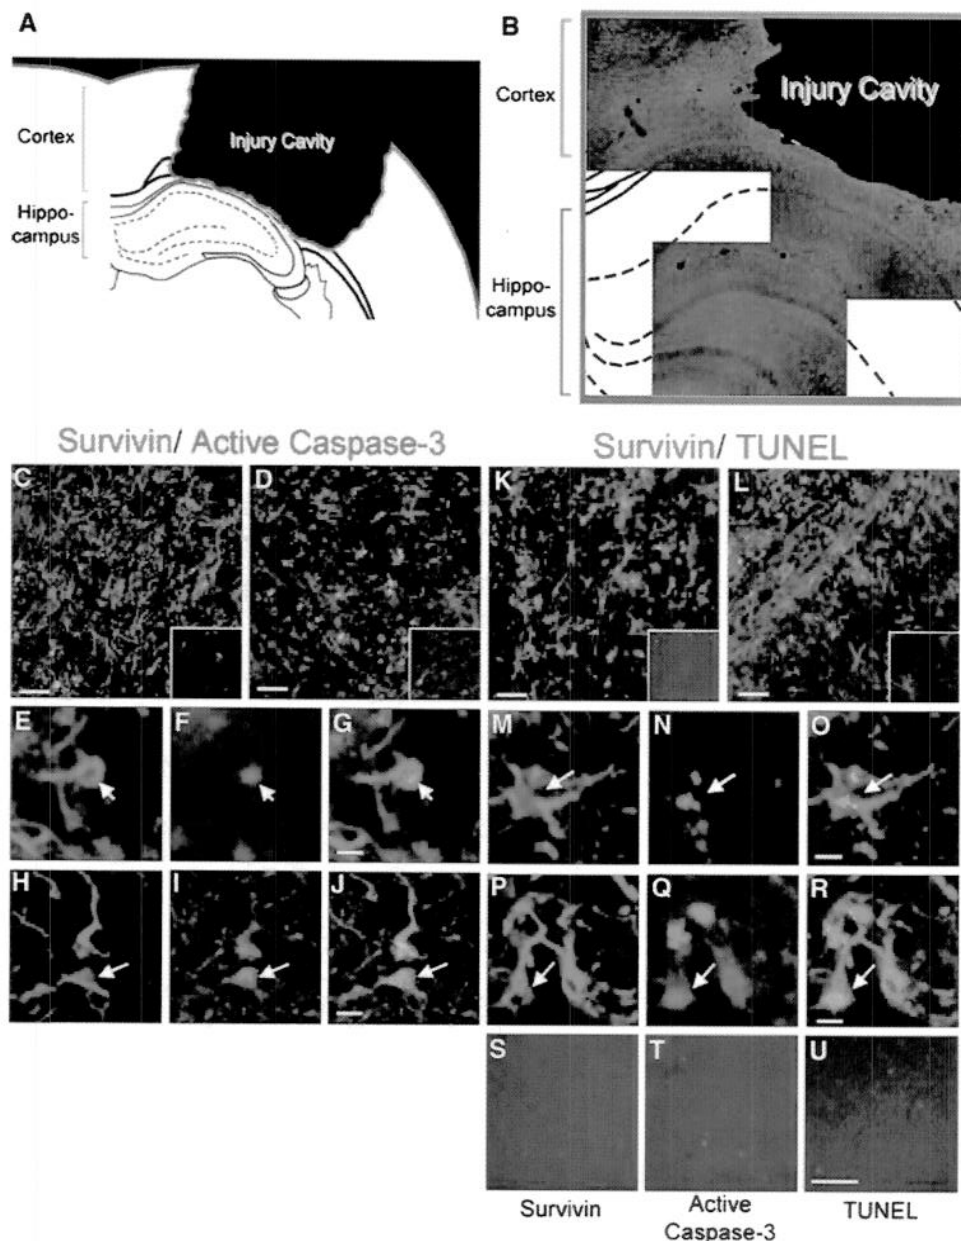 A
B
Cortex
Injury Cavity
Hippo-
campus
Cortex
Injury Cavity
Hippo-
campus
Survivin/ Active Caspase-3
Survivin/ TUNEL
C
D
K
L
E
F
G
M
N
O
H
I
J
P
Q
R
S
T
U
Survivin
Active
Caspase-3
TUNEL